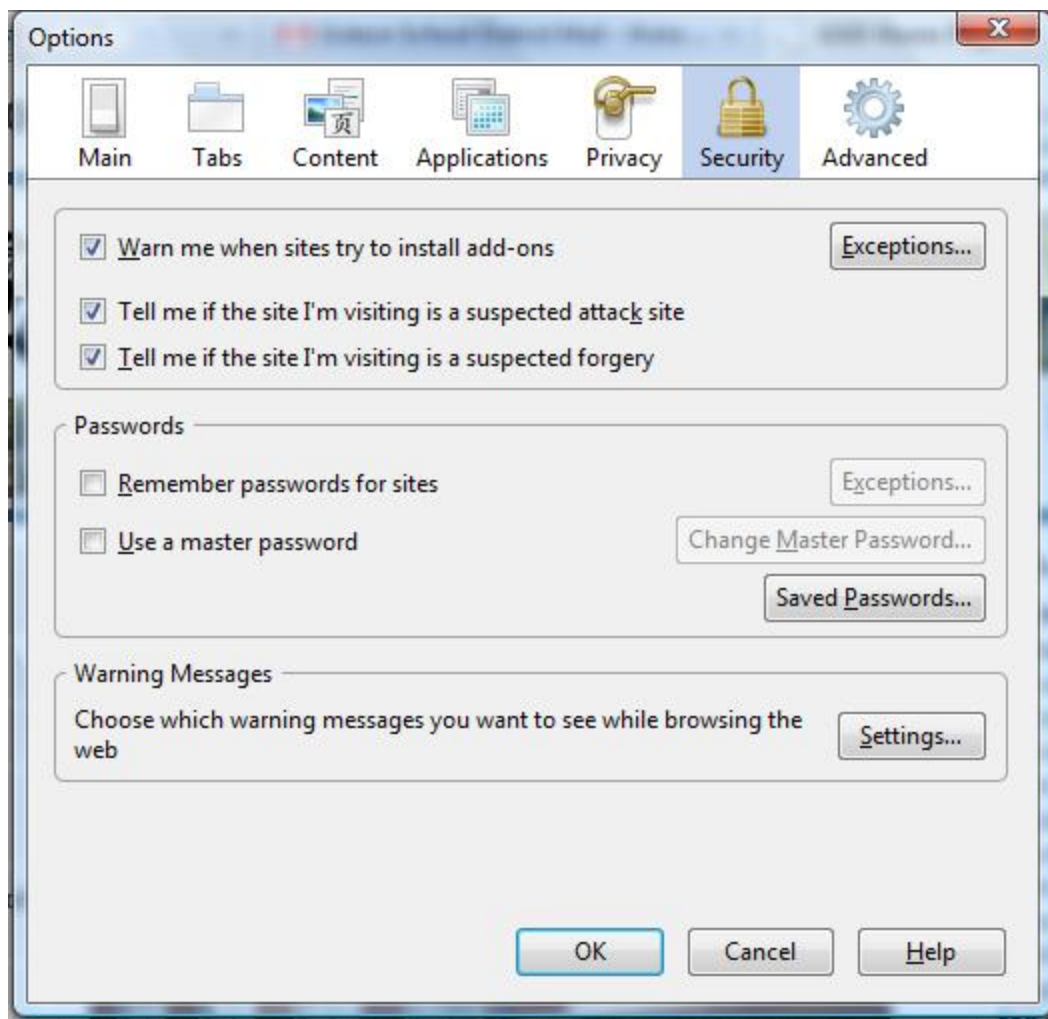 Options
Main Tabs Content Applications Privacy Security Advanced
页
Warn me when sites try to install add-ons Exceptions...
Tell me if the site I'm visiting is a suspected attack site
Tell me if the site I'm visiting is a suspected forgery
Passwords
Remember passwords for sites Exceptions...
Use a master password Change Master Password...
Saved Passwords...
Warning Messages
Choose which warning messages you want to see while browsing the
web
Settings...
OK Cancel Help